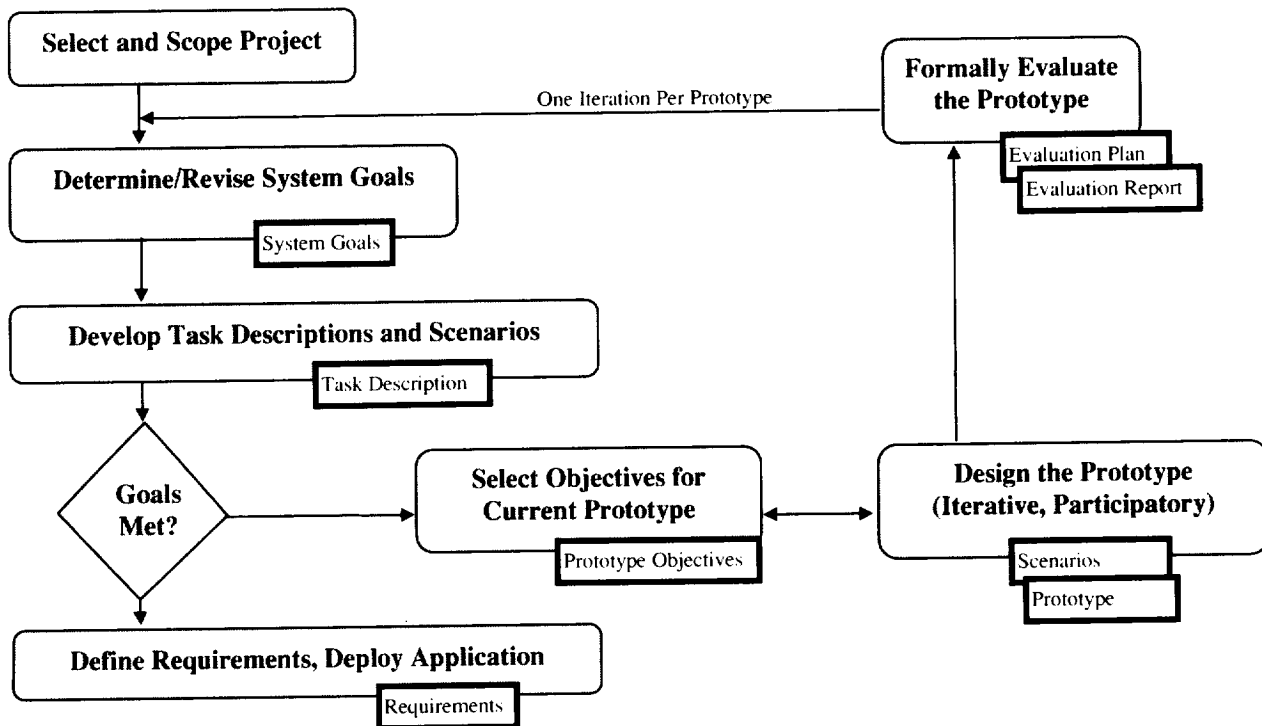 Select and Scope Project
Formally Evaluate
the Prototype
One Iteration Per Prototype
Evaluation Plan
Evaluation Report
Determine/Revise System Goals
System Goals
Develop Task Descriptions and Scenarios
Task Description
Goals
Met?
Select Objectives for
Current Prototype
Prototype Objectives
Design the Prototype
(Iterative, Participatory)
Scenarios
Prototype
Define Requirements, Deploy Application
Requirements